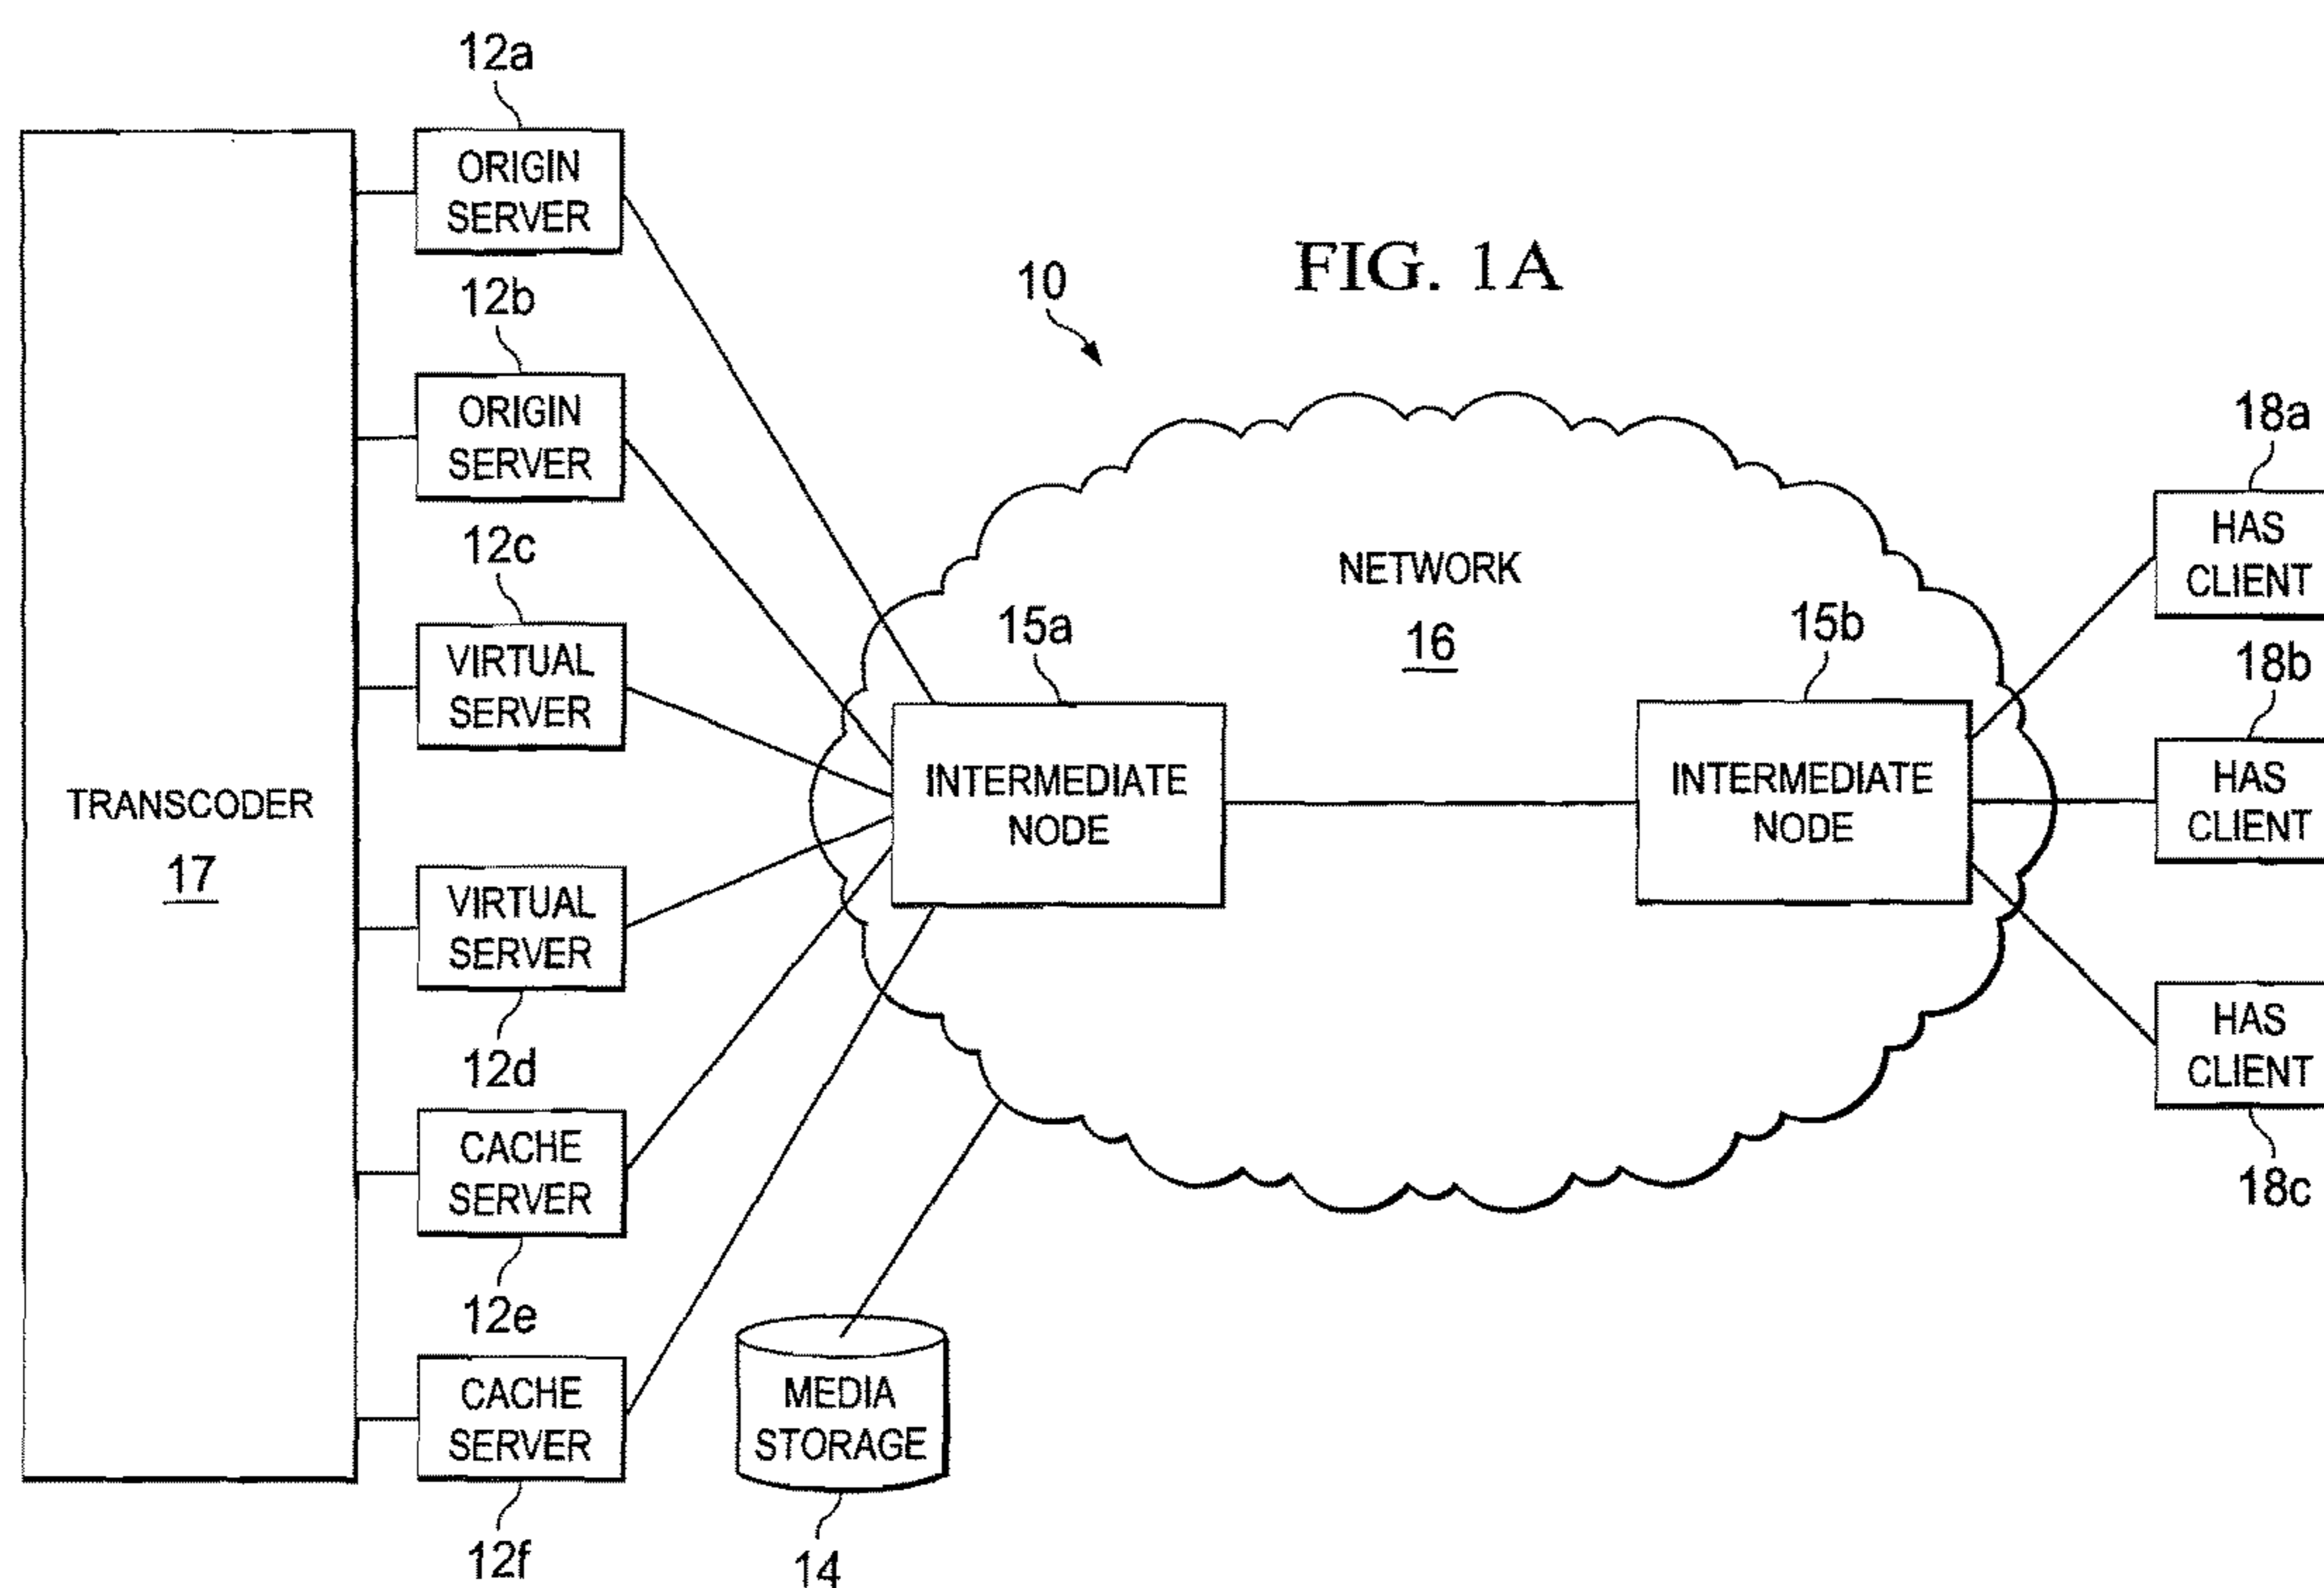 12a
ORIGIN
SERVER
12b
ORIGIN
SERVER
12c
VIRTUAL
SERVER
TRANSCODER
17
VIRTUAL
SERVER
12d
CACHE
SERVER
12e
CACHE
SERVER
12f
FIG. 1A
10
NETWORK
16
15a
INTERMEDIATE
NODE
15b
INTERMEDIATE
NODE
MEDIA
STORAGE
14
18a
HAS
CLIENT
18b
HAS
CLIENT
HAS
CLIENT
18c